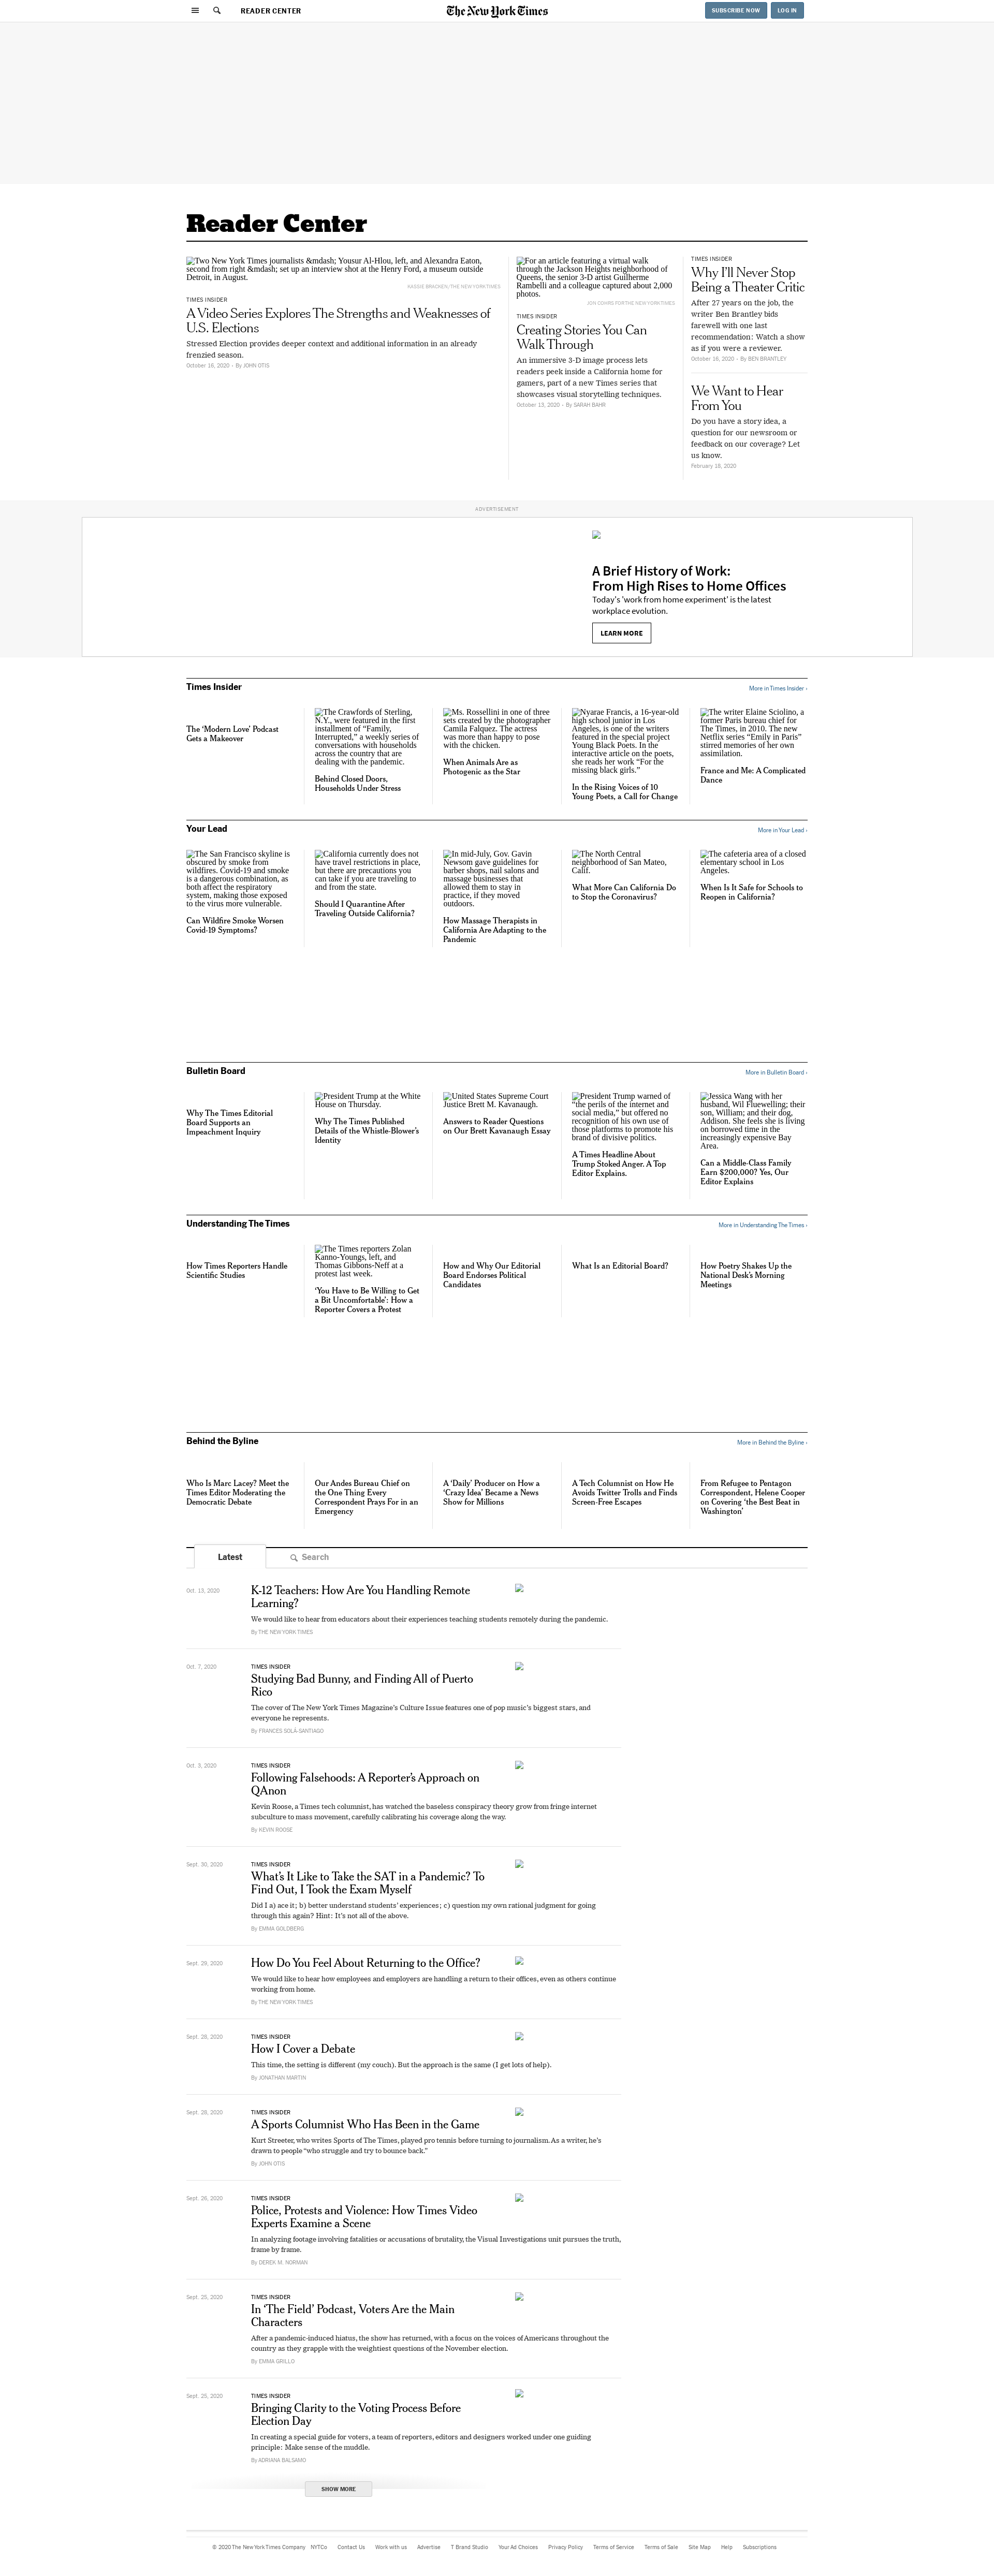 READER CENTER
The New York Times
SUBSCRIBE NOW
LOG IN
Reader Center
Two New York Times journalists &mdash; Yousur Al-Hlou, left, and Alexandra Eaton,
second from right &mdash; set up an interview shot at the Henry Ford, a museum outside
Detroit, in August.
KASSIE BRACKEN/THE NEW YORK TIMES
TIMES INSIDER
A Video Series Explores The Strengths and Weaknesses of
U.S. Elections
Stressed Election provides deeper context and additional information in an already
frenzied season.
October 16, 2020 - By JOHN OTIS
For an article featuring a virtual walk
through the Jackson Heights neighborhood of
Queens, the senior 3-D artist Guilherme
Rambelli and a colleague captured about 2,000
photos.
JON COHRS FOR THE NEW YORK TIMES
TIMES INSIDER
Creating Stories You Can
Walk Through
An immersive 3-D image process lets
readers peek inside a California home for
gamers, part of a new Times series that
showcases visual storytelling techniques.
October 13, 2020 - By SARAH BAHR
TIMES INSIDER
Why I'll Never Stop
Being a Theater Critic
After 27 years on the job, the
writer Ben Brantley bids
farewell with one last
recommendation: Watch a show
as if you were a reviewer.
October 16, 2020 - By BEN BRANTLEY
We Want to Hear
From You
Do you have a story idea, a
question for our newsroom or
feedback on our coverage? Let
us know.
February 18, 2020
ADVERTISEMENT
A Brief History of Work:
From High Rises to Home Offices
Today's 'work from home experiment' is the latest
workplace evolution.
LEARN MORE
Times Insider
More in Times Insider ›
The ‘Modern Love’ Podcast
Gets a Makeover
The Crawfords of Sterling,
N.Y., were featured in the first
installment of “Family,
Interrupted,” a weekly series of
conversations with households
across the country that are
dealing with the pandemic.
Behind Closed Doors,
Households Under Stress
Ms. Rossellini in one of three
sets created by the photographer
Camila Falquez. The actress
was more than happy to pose
with the chicken.
When Animals Are as
Photogenic as the Star
Nyarae Francis, a 16-year-old
high school junior in Los
Angeles, is one of the writers
featured in the special project
Young Black Poets. In the
interactive article on the poets,
she reads her work “For the
missing black girls.”
In the Rising Voices of 10
Young Poets, a Call for Change
The writer Elaine Sciolino, a
former Paris bureau chief for
The Times, in 2010. The new
Netflix series “Emily in Paris”
stirred memories of her own
assimilation.
France and Me: A Complicated
Dance
Your Lead
More in Your Lead ›
The San Francisco skyline is
obscured by smoke from
wildfires. Covid-19 and smoke
is a dangerous combination, as
both affect the respiratory
system, making those exposed
to the virus more vulnerable.
Can Wildfire Smoke Worsen
Covid-19 Symptoms?
California currently does not
have travel restrictions in place,
but there are precautions you
can take if you are traveling to
and from the state.
Should I Quarantine After
Traveling Outside California?
In mid-July, Gov. Gavin
Newsom gave guidelines for
barber shops, nail salons and
massage businesses that
allowed them to stay in
practice, if they moved
outdoors.
How Massage Therapists in
California Are Adapting to the
Pandemic
The North Central
neighborhood of San Mateo,
Calif.
What More Can California Do
to Stop the Coronavirus?
The cafeteria area of a closed
elementary school in Los
Angeles.
When Is It Safe for Schools to
Reopen in California?
Bulletin Board
More in Bulletin Board ›
Why The Times Editorial
Board Supports an
Impeachment Inquiry
President Trump at the White
House on Thursday.
Why The Times Published
Details of the Whistle-Blower’s
Identity
United States Supreme Court
Justice Brett M. Kavanaugh.
Answers to Reader Questions
on Our Brett Kavanaugh Essay
President Trump warned of
“the perils of the internet and
social media,” but offered no
recognition of his own use of
those platforms to promote his
brand of divisive politics.
A Times Headline About
Trump Stoked Anger. A Top
Editor Explains.
Jessica Wang with her
husband, Wil Fluewelling; their
son, William; and their dog,
Addison. She feels she is living
on borrowed time in the
increasingly expensive Bay
Area.
Can a Middle-Class Family
Earn $200,000? Yes, Our
Editor Explains
Understanding The Times
More in Understanding The Times ›
How Times Reporters Handle
Scientific Studies
The Times reporters Zolan
Kanno-Youngs, left, and
Thomas Gibbons-Neff at a
protest last week.
‘You Have to Be Willing to Get
a Bit Uncomfortable’: How a
Reporter Covers a Protest
How and Why Our Editorial
Board Endorses Political
Candidates
What Is an Editorial Board?
How Poetry Shakes Up the
National Desk’s Morning
Meetings
Behind the Byline
More in Behind the Byline ›
Who Is Marc Lacey? Meet the
Times Editor Moderating the
Democratic Debate
Our Andes Bureau Chief on
the One Thing Every
Correspondent Prays For in an
Emergency
A ‘Daily’ Producer on How a
‘Crazy Idea’ Became a News
Show for Millions
A Tech Columnist on How He
Avoids Twitter Trolls and Finds
Screen-Free Escapes
From Refugee to Pentagon
Correspondent, Helene Cooper
on Covering ‘the Best Beat in
Washington’
Latest
Search
Oct. 13, 2020
K-12 Teachers: How Are You Handling Remote
Learning?
We would like to hear from educators about their experiences teaching students remotely during the pandemic.
By THE NEW YORK TIMES
Oct. 7, 2020
TIMES INSIDER
Studying Bad Bunny, and Finding All of Puerto
Rico
The cover of The New York Times Magazine’s Culture Issue features one of pop music’s biggest stars, and
everyone he represents.
By FRANCES SOLÁ-SANTIAGO
Oct. 3, 2020
TIMES INSIDER
Following Falsehoods: A Reporter’s Approach on
QAnon
Kevin Roose, a Times tech columnist, has watched the baseless conspiracy theory grow from fringe internet
subculture to mass movement, carefully calibrating his coverage along the way.
By KEVIN ROOSE
Sept. 30, 2020
TIMES INSIDER
What’s It Like to Take the SAT in a Pandemic? To
Find Out, I Took the Exam Myself
Did I a) ace it; b) better understand students’ experiences; c) question my own rational judgment for going
through this again? Hint: It’s not all of the above.
By EMMA GOLDBERG
Sept. 29, 2020
How Do You Feel About Returning to the Office?
We would like to hear how employees and employers are handling a return to their offices, even as others continue
working from home.
By THE NEW YORK TIMES
Sept. 28, 2020
TIMES INSIDER
How I Cover a Debate
This time, the setting is different (my couch). But the approach is the same (I get lots of help).
By JONATHAN MARTIN
Sept. 28, 2020
TIMES INSIDER
A Sports Columnist Who Has Been in the Game
Kurt Streeter, who writes Sports of The Times, played pro tennis before turning to journalism. As a writer, he’s
drawn to people “who struggle and try to bounce back.”
By JOHN OTIS
Sept. 26, 2020
TIMES INSIDER
Police, Protests and Violence: How Times Video
Experts Examine a Scene
In analyzing footage involving fatalities or accusations of brutality, the Visual Investigations unit pursues the truth,
frame by frame.
By DEREK M. NORMAN
Sept. 25, 2020
TIMES INSIDER
In ‘The Field’ Podcast, Voters Are the Main
Characters
After a pandemic-induced hiatus, the show has returned, with a focus on the voices of Americans throughout the
country as they grapple with the weightiest questions of the November election.
By EMMA GRILLO
Sept. 25, 2020
TIMES INSIDER
Bringing Clarity to the Voting Process Before
Election Day
In creating a special guide for voters, a team of reporters, editors and designers worked under one guiding
principle: Make sense of the muddle.
By ADRIANA BALSAMO
SHOW MORE
© 2020 The New York Times Company NYTCo Contact Us Work with us Advertise T Brand Studio Your Ad Choices Privacy Policy Terms of Service Terms of Sale Site Map Help Subscriptions